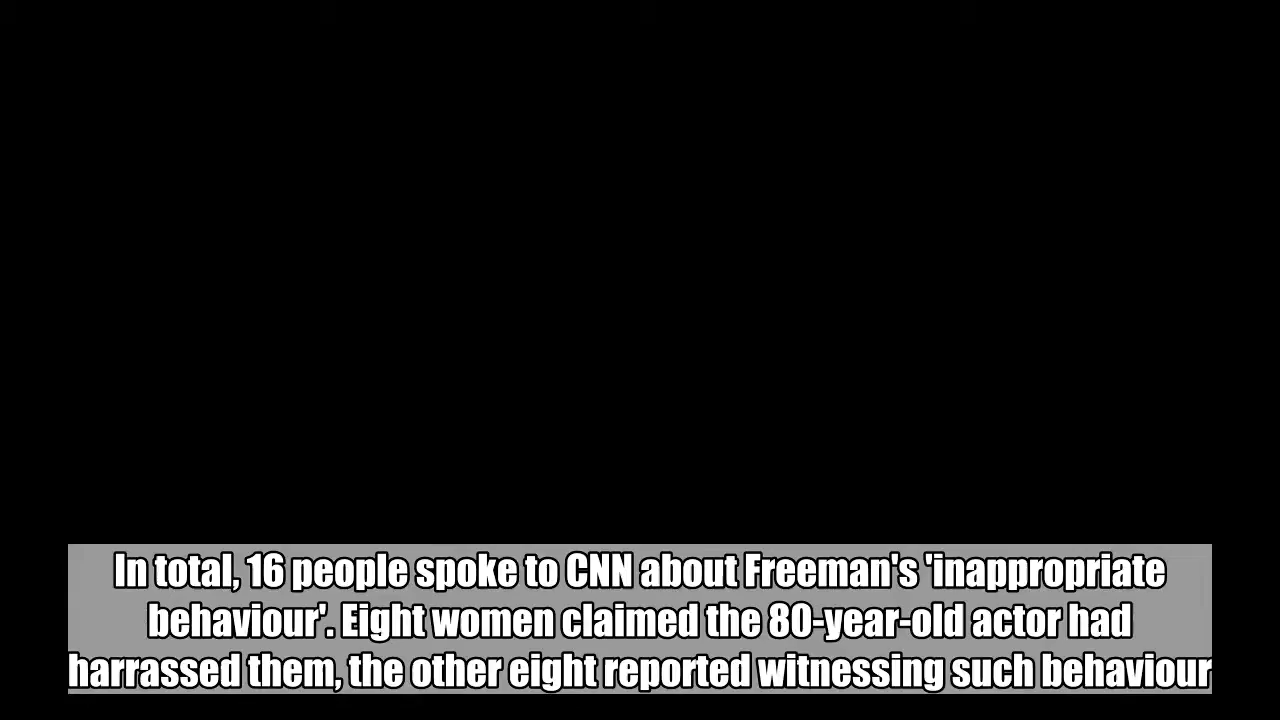 In total, 16 people spoke to CNN about Freeman's 'inappropriate
behaviour'. Eight women claimed the 80-year-old actor had
harrassed them, the other eight reported witnessing such behaviour